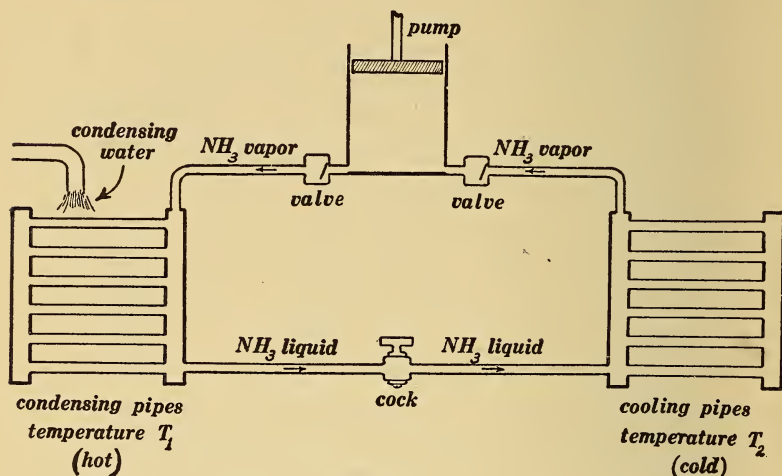 pump
condensing
water
NH₃ vapor
NH₃ vapor
valve
valve
NH₃ liquid
NH₃ liquid
cock
condensing pipes
temperature T₁
(hot)
cooling pipes
temperature T₂
(cold)